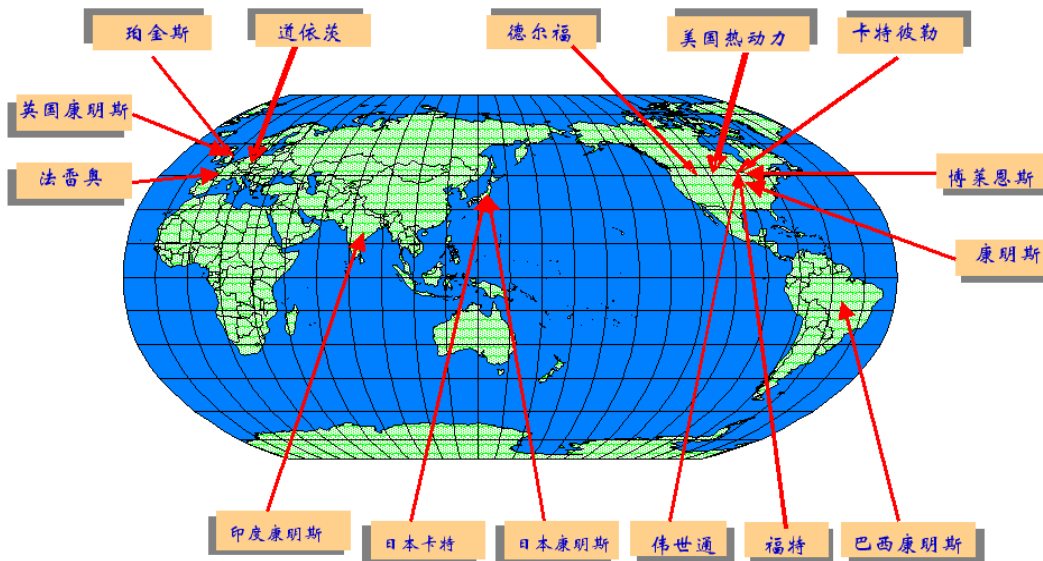 珀金斯
道依茨
德尔福
美国热动力
卡特彼勒
英国康明斯
法雷奥
博莱恩斯
康明斯
印度康明斯
日本卡特
日本康明斯
伟世通
福特
巴西康明斯